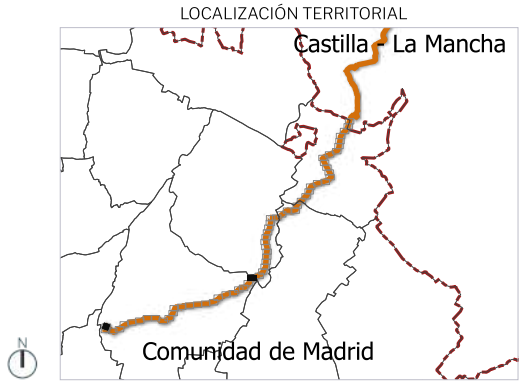 LOCALIZACIÓN TERRITORIAL
Castilla - La Mancha
Comunidad de Madrid
N